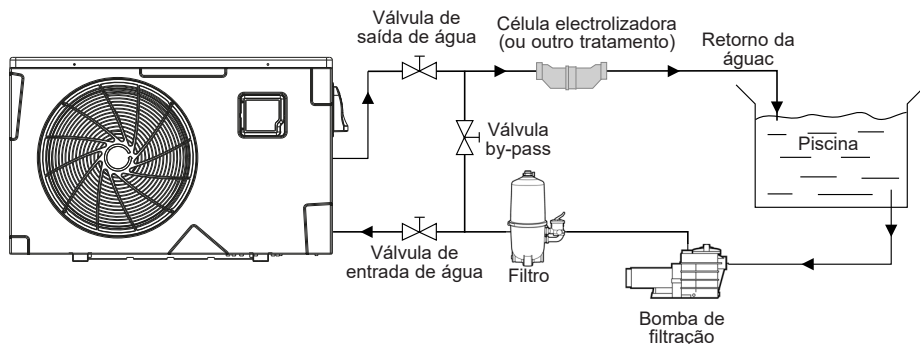 Válvula de
saída de água
Célula electrolizadora
(ou outro tratamento)
Retorno da
águac
Válvula
by-pass
Piscina
Válvula de
entrada de água
Filtro
Bomba de
filtração